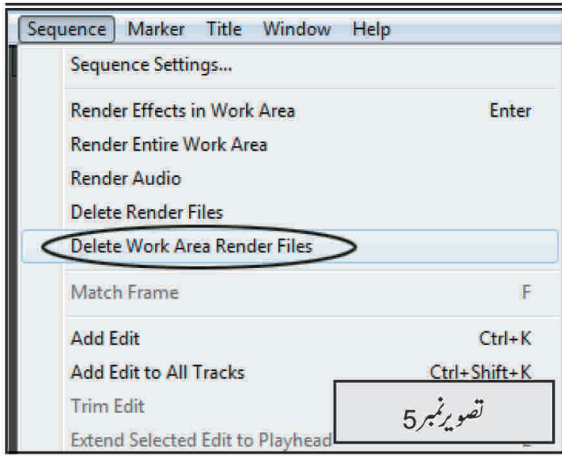 Sequence Marker Title Window Help
Sequence Settings...
Render Effects in Work Area Enter
Render Entire Work Area
Render Audio
Delete Render Files
Delete Work Area Render Files
Match Frame F
Add Edit Ctrl+K
Add Edit to All Tracks Ctrl+Shift+K
Trim Edit
Extend Selected Edit to Playhead
تصویر نمبر 5